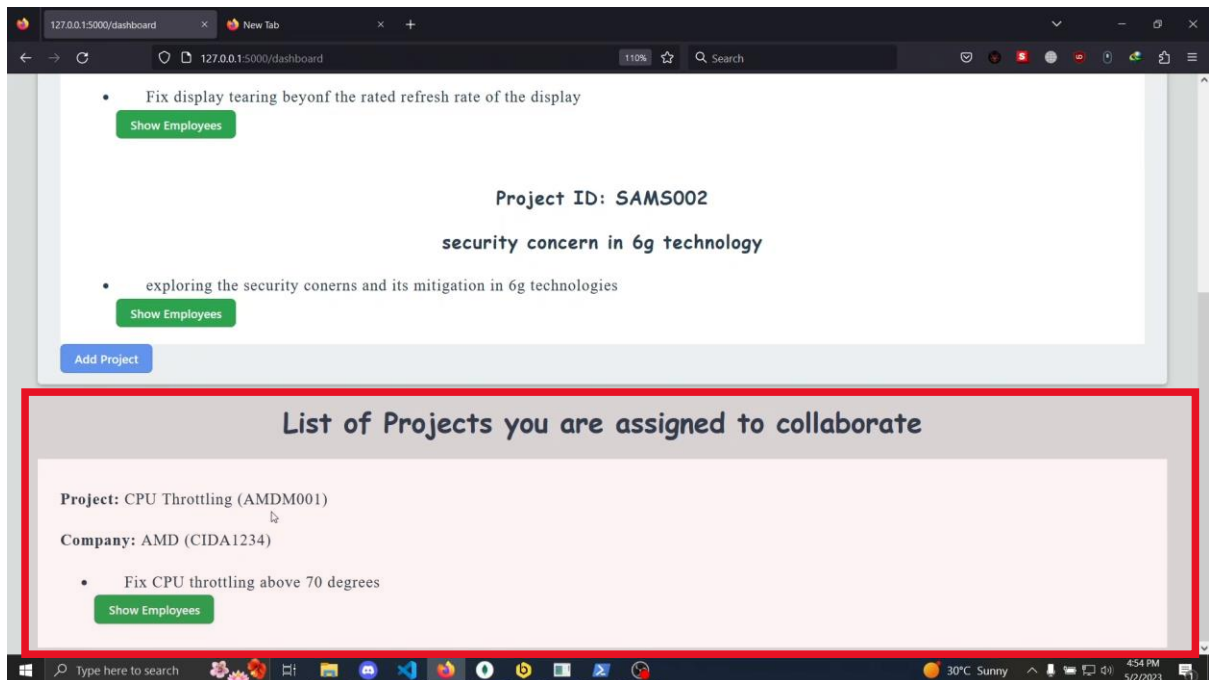 127.0.0.1:5000/dashboard
New Tab
127.0.0.1:5000/dashboard
110%
Search
Fix display tearing beyonf the rated refresh rate of the display
Show Employees
Project ID: SAMS002
security concern in 6g technology
exploring the security conerns and its mitigation in 6g technologies
Show Employees
Add Project
List of Projects you are assigned to collaborate
Project: CPU Throttling (AMDM001)
Company: AMD (CIDA1234)
Fix CPU throttling above 70 degrees
Show Employees
Type here to search
30°C Sunny
4:54 PM
5/2/2023